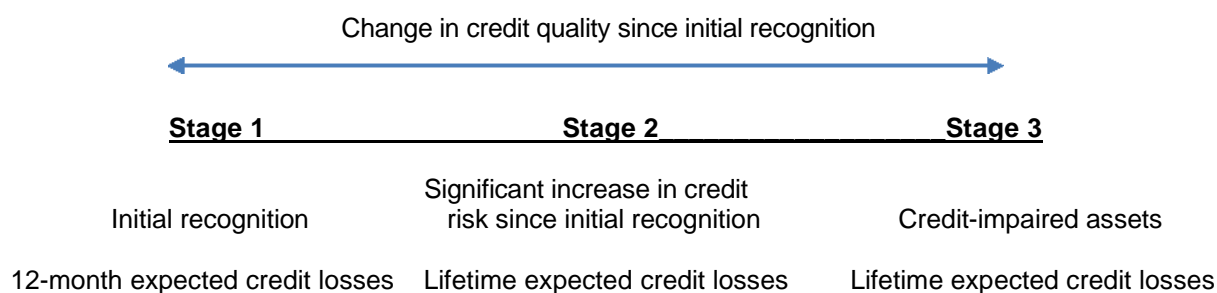 Change in credit quality since initial recognition
Stage 1 Stage 2 Stage 3
Significant increase in credit
Initial recognition risk since initial recognition Credit-impaired assets
12-month expected credit losses Lifetime expected credit losses Lifetime expected credit losses